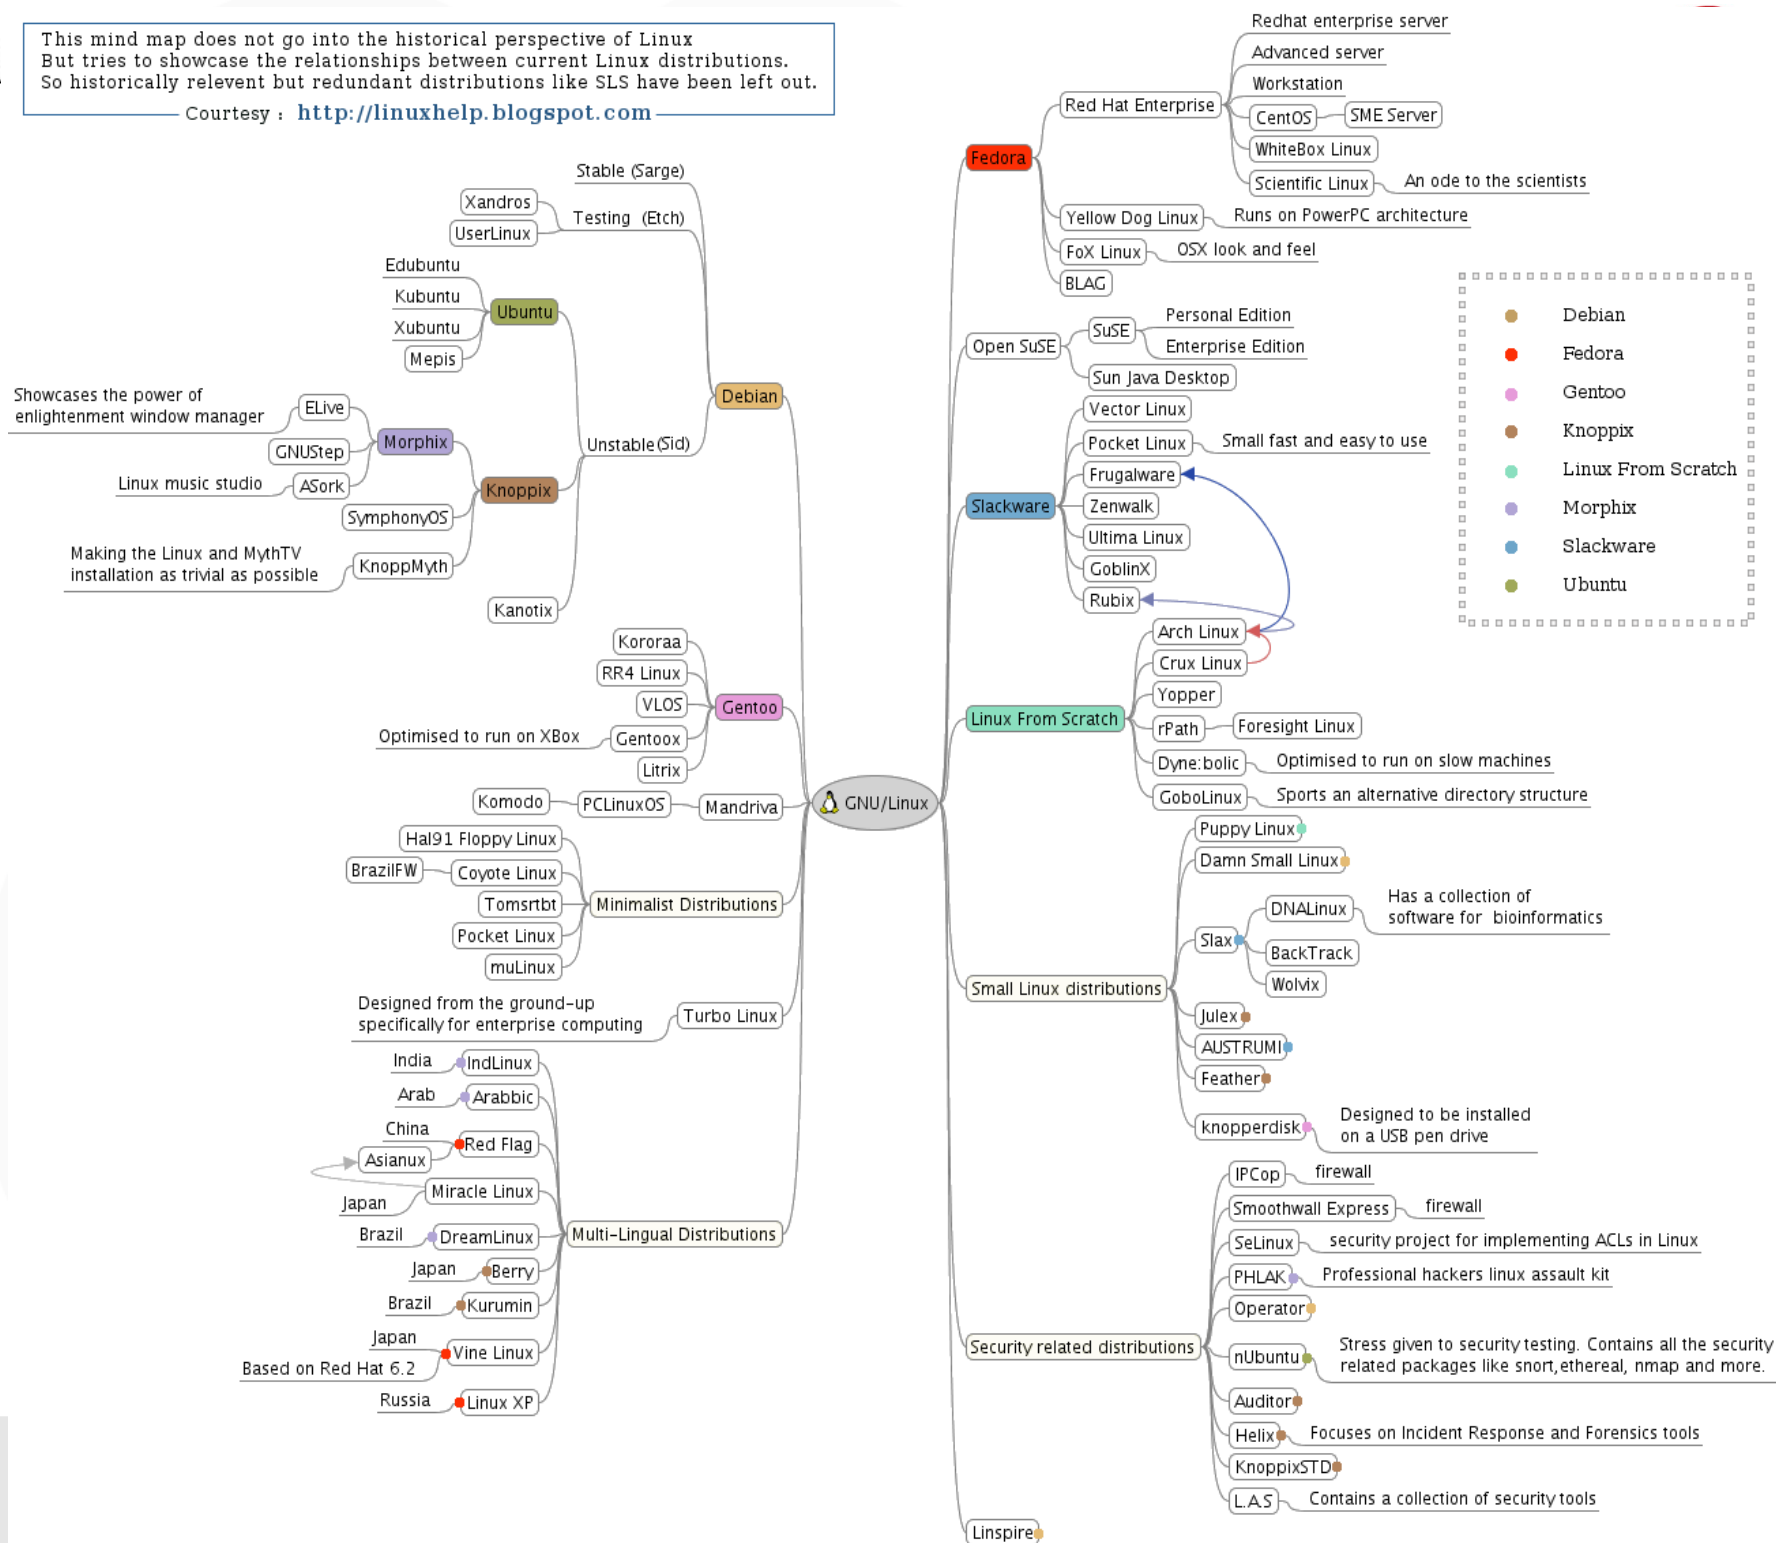 This mind map does not go into the historical perspective of Linux
But tries to showcase the relationships between current Linux distributions.
So historically relevent but redundant distributions like SLS have been left out.
Courtesy : http://linuxhelp.blogspot.com
GNU/Linux
Debian
Stable (Sarge)
Testing (Etch)
Xandros
UserLinux
Unstable(Sid)
Ubuntu
Edubuntu
Kubuntu
Xubuntu
Mepis
Knoppix
Morphix
ELive
Showcases the power of
enlightenment window manager
GNUStep
ASork
Linux music studio
SymphonyOS
KnoppMyth
Making the Linux and MythTV
installation as trivial as possible
Kanotix
Gentoo
Kororaa
RR4 Linux
VLOS
Gentoox
Optimised to run on XBox
Litrix
Mandriva
PCLinuxOS
Komodo
Minimalist Distributions
Hal91 Floppy Linux
Coyote Linux
BrazilFW
Tomsrtbt
Pocket Linux
muLinux
Turbo Linux
Designed from the ground-up
specifically for enterprise computing
Multi-Lingual Distributions
IndLinux
India
Arabbic
Arab
Red Flag
China
Asianux
Miracle Linux
Japan
DreamLinux
Brazil
Berry
Japan
Kurumin
Brazil
Vine Linux
Japan
Based on Red Hat 6.2
Linux XP
Russia
Fedora
Red Hat Enterprise
Redhat enterprise server
Advanced server
Workstation
CentOS
SME Server
WhiteBox Linux
Scientific Linux
An ode to the scientists
Yellow Dog Linux
Runs on PowerPC architecture
FoX Linux
OSX look and feel
BLAG
Open SuSE
SuSE
Personal Edition
Enterprise Edition
Sun Java Desktop
Slackware
Vector Linux
Pocket Linux
Small fast and easy to use
Frugalware
Zenwalk
Ultima Linux
GoblinX
Rubix
Linux From Scratch
Arch Linux
Crux Linux
Yopper
rPath
Foresight Linux
Dyne:bolic
Optimised to run on slow machines
GoboLinux
Sports an alternative directory structure
Small Linux distributions
Puppy Linux
Damn Small Linux
Slax
DNALinux
Has a collection of
software for bioinformatics
BackTrack
Wolvix
Julex
AUSTRUMI
Feather
knopperdisk
Designed to be installed
on a USB pen drive
Security related distributions
IPCop
firewall
Smoothwall Express
firewall
SeLinux
security project for implementing ACLs in Linux
PHLAK
Professional hackers linux assault kit
Operator
nUbuntu
Stress given to security testing. Contains all the security
related packages like snort,ethereal, nmap and more.
Auditor
Helix
Focuses on Incident Response and Forensics tools
KnoppixSTD
L.A.S
Contains a collection of security tools
Linspire
Debian
Fedora
Gentoo
Knoppix
Linux From Scratch
Morphix
Slackware
Ubuntu